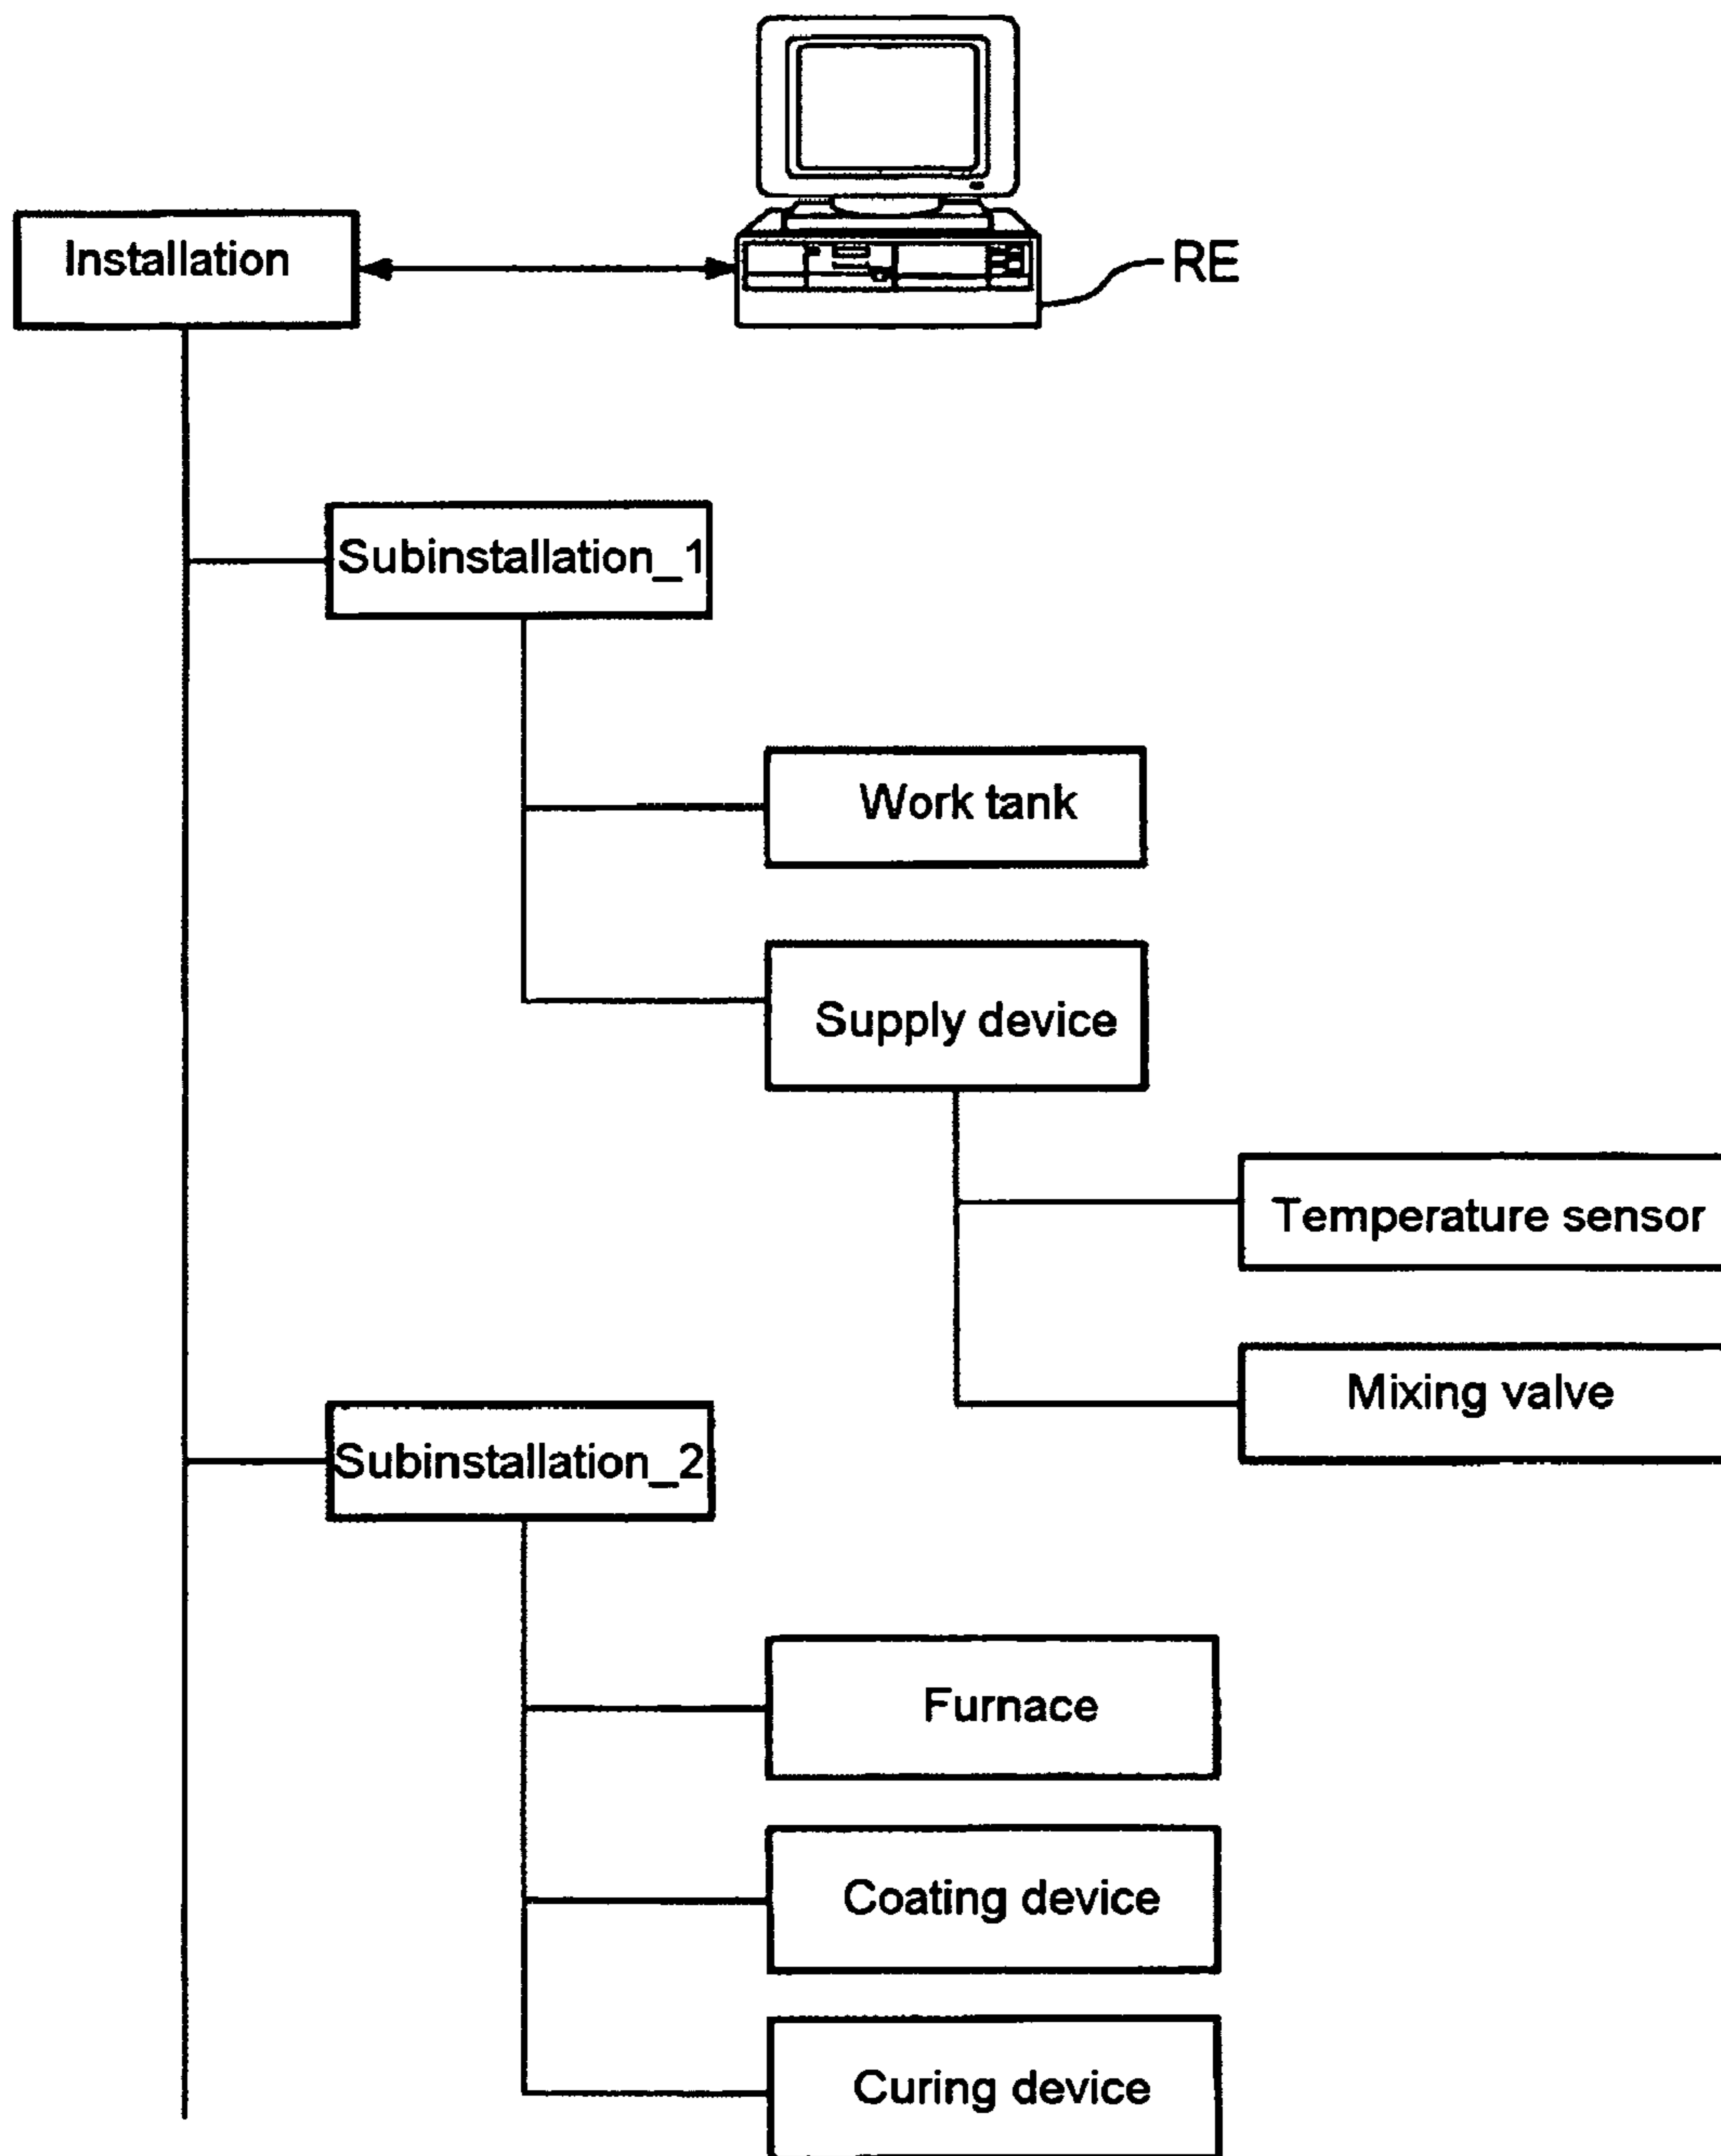 Installation
RE
Subinstallation_1
Work tank
Supply device
Temperature sensor
Mixing valve
Subinstallation_2
Furnace
Coating device
Curing device